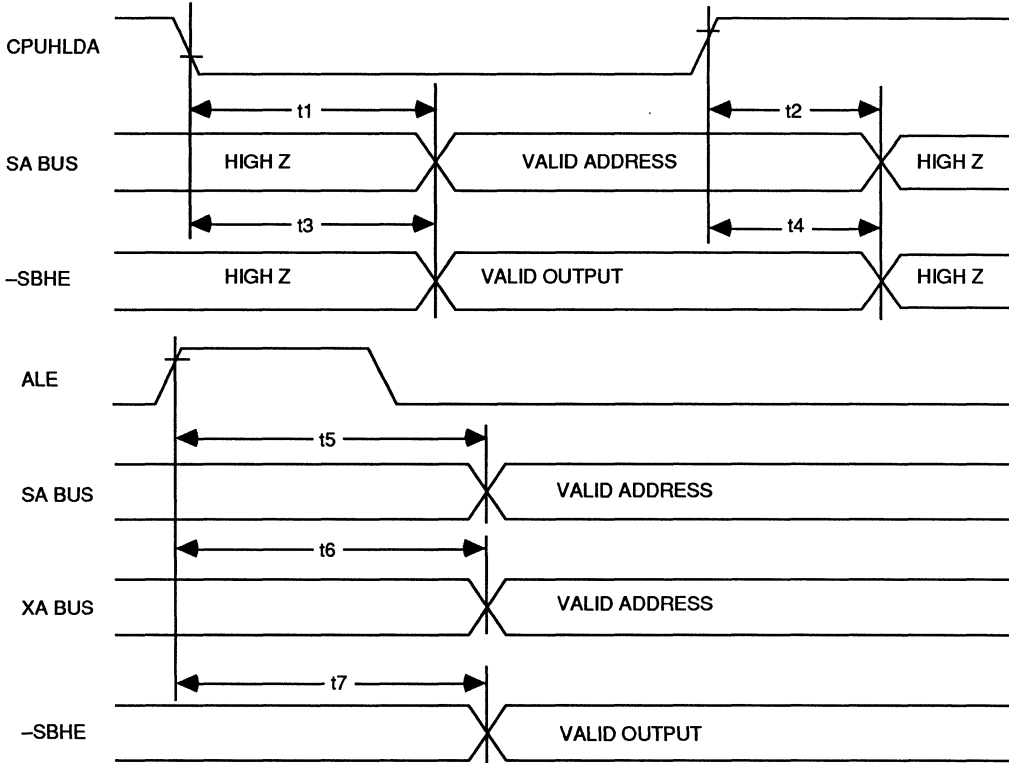 CPUHLDA
t1
t2
SA BUS
HIGH Z
VALID ADDRESS
HIGH Z
t3
t4
–SBHE
HIGH Z
VALID OUTPUT
HIGH Z
ALE
t5
SA BUS
VALID ADDRESS
t6
XA BUS
VALID ADDRESS
t7
–SBHE
VALID OUTPUT